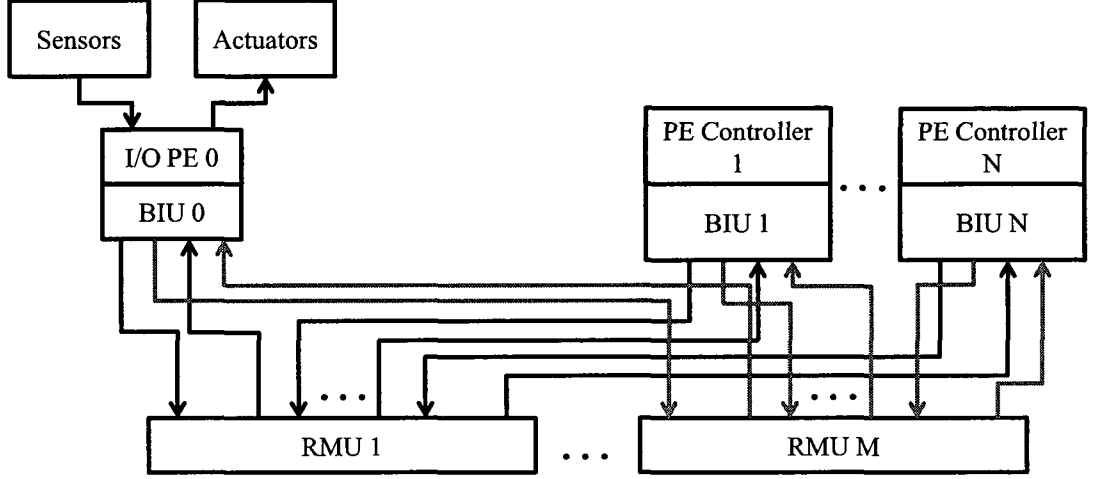 Sensors
Actuators
I/O PE 0
BIU 0
PE Controller
1
BIU 1
. . .
PE Controller
N
BIU N
. . .
. . .
RMU 1
. . .
RMU M